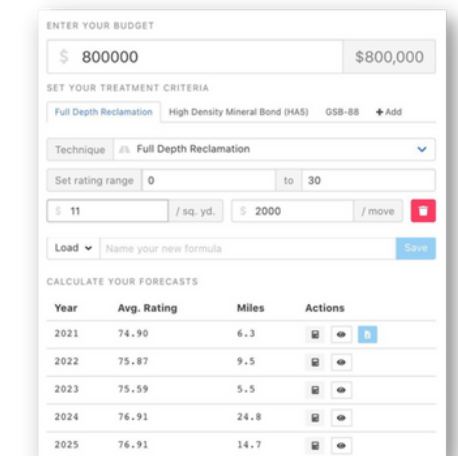 ENTER YOUR BUDGET
$ 800000 $800,000
SET YOUR TREATMENT CRITERIA
Full Depth Reclamation High Density Mineral Bond (HA5) GSB-88 + Add
Technique Full Depth Reclamation
Set rating range 0 to 30
$ 11 / sq. yd. $ 2000 / move
Load Name your new formula Save
CALCULATE YOUR FORECASTS
Year Avg. Rating Miles Actions
2021 74.90 6.3
2022 75.87 9.5
2023 75.59 5.5
2024 76.91 24.8
2025 76.91 14.7